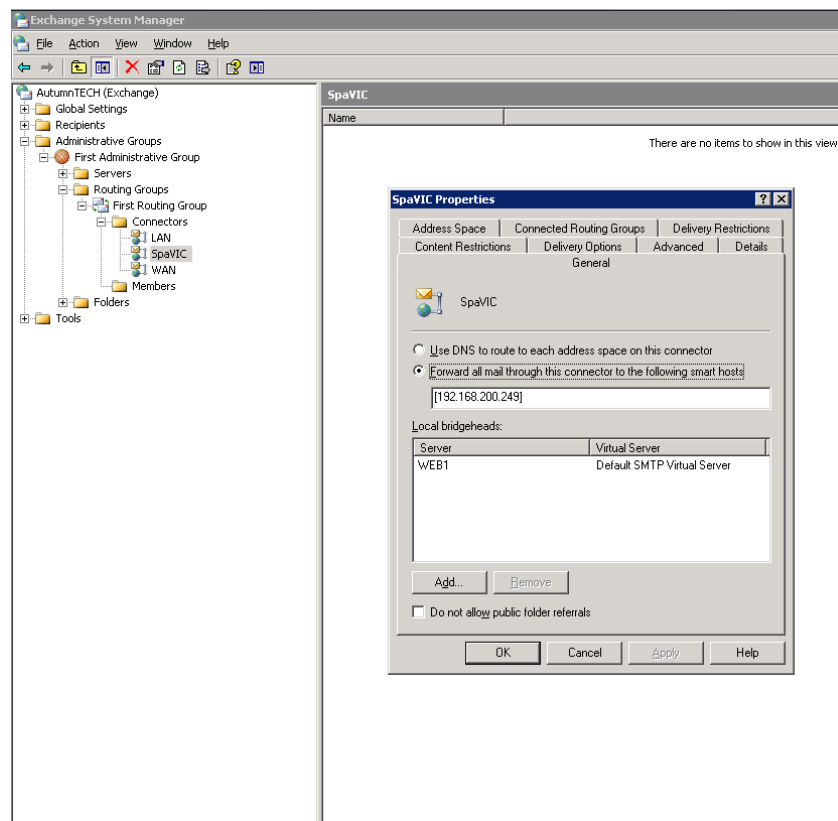 Exchange System Manager
File Action View Window Help
AutumnTECH (Exchange)
Global Settings
Recipients
Administrative Groups
First Administrative Group
Servers
Routing Groups
First Routing Group
Connectors
LAN
SpaVIC
WAN
Members
Folders
Tools
SpaVIC
Name
There are no items to show in this view
SpaVIC Properties
Address Space Connected Routing Groups Delivery Restrictions
Content Restrictions Delivery Options Advanced Details
General
SpaVIC
Use DNS to route to each address space on this connector
Forward all mail through this connector to the following smart hosts
[192.168.200.249]
Local bridgeheads:
Server Virtual Server
WEB1 Default SMTP Virtual Server
Add... Remove
Do not allow public folder referrals
OK Cancel Apply Help